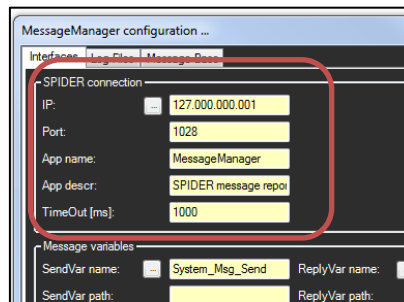 MessageManager configuration ...
Interfaces Log Files Message Base
SPIDER connection
IP: ... 127.000.000.001
Port: 1028
App name: MessageManager
App descr: SPIDER message repor
TimeOut [ms]: 1000
Message variables
SendVar name: ... System_Msg_Send ReplyVar name: ...
SendVar path: ReplyVar path: